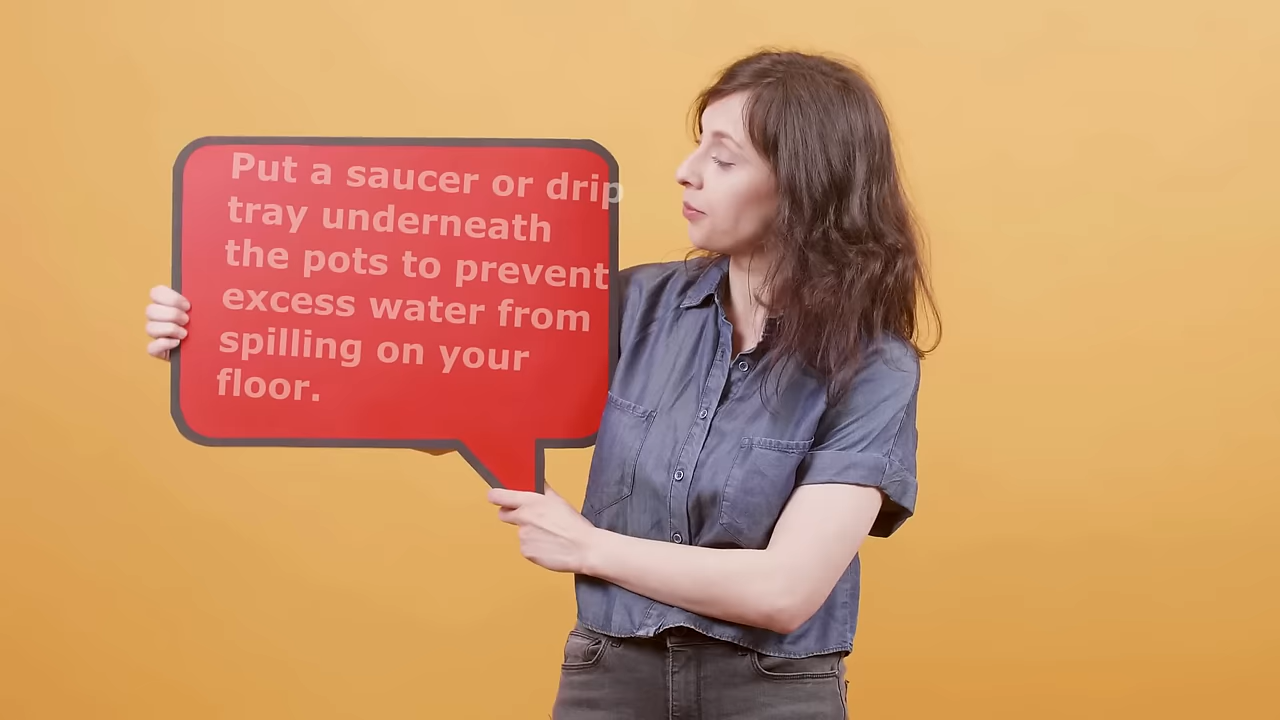 Put a saucer or drip
tray underneath
the pots to prevent
excess water from
spilling on your
floor.